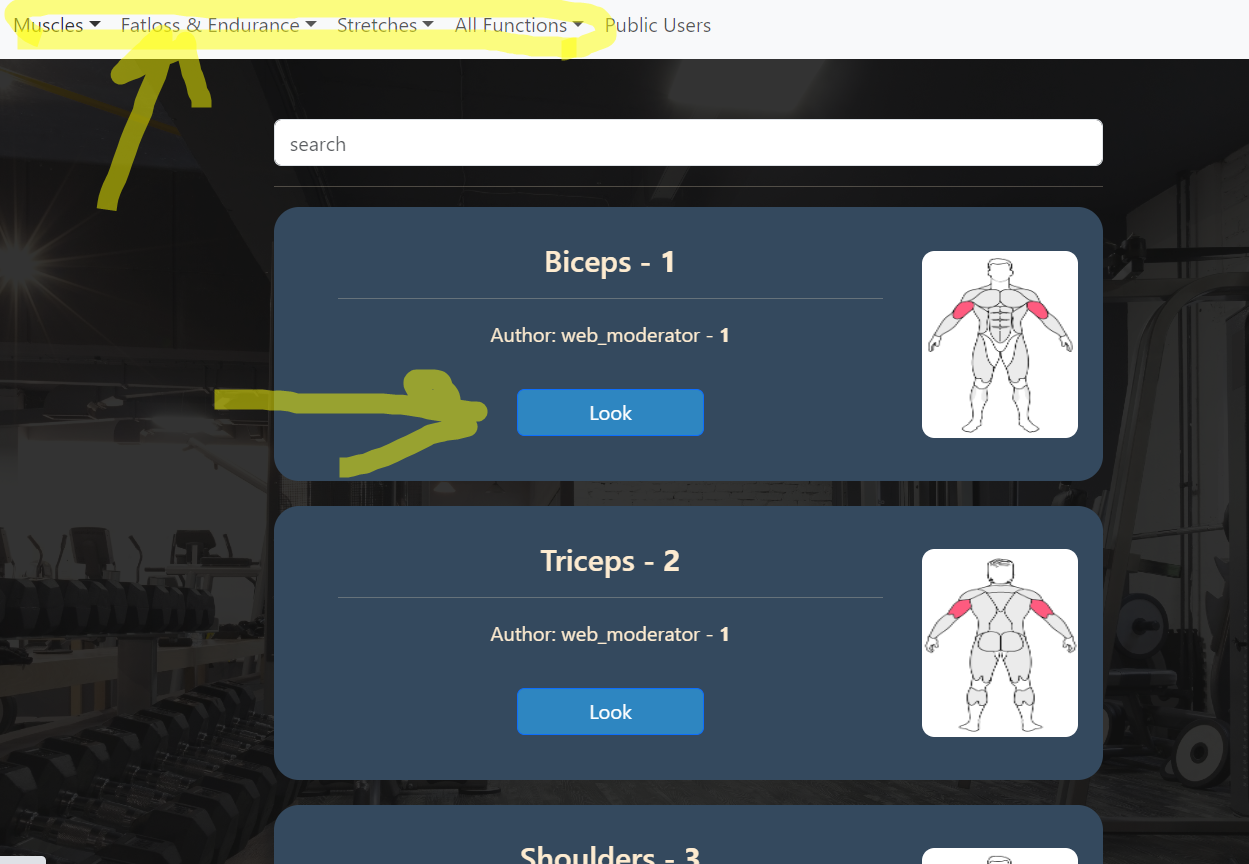 Muscles Fatloss & Endurance Stretches All Functions Public Users
search
Biceps - 1
Author: web_moderator - 1
Look
Triceps - 2
Author: web_moderator - 1
Look
Shoulders - 3